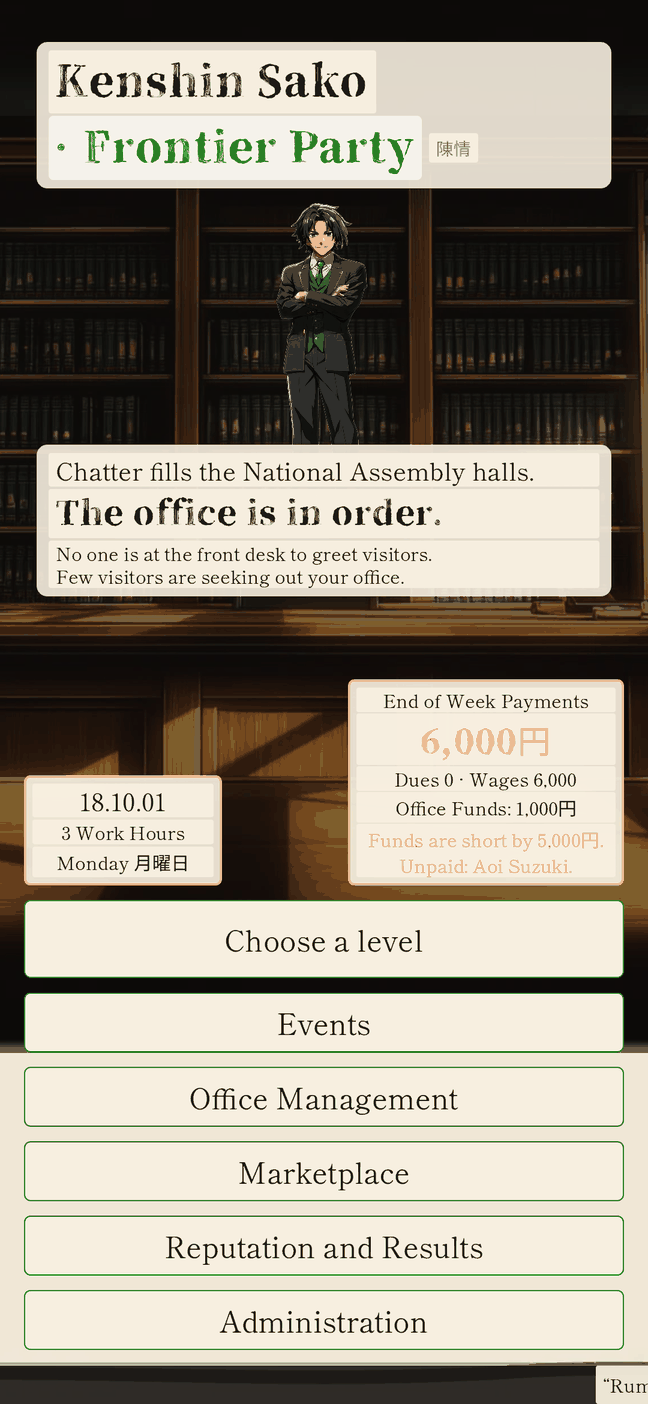 Kenshin Sako
· Frontier Party 陳情
Chatter fills the National Assembly halls.
The office is in order.
No one is at the front desk to greet visitors.
Few visitors are seeking out your office.
End of Week Payments
6,000円
Dues 0 · Wages 6,000
Office Funds: 1,000円
Funds are short by 5,000円.
Unpaid: Aoi Suzuki.
18.10.01
3 Work Hours
Monday 月曜日
Choose a level
Events
Office Management
Marketplace
Reputation and Results
Administration
“Rum